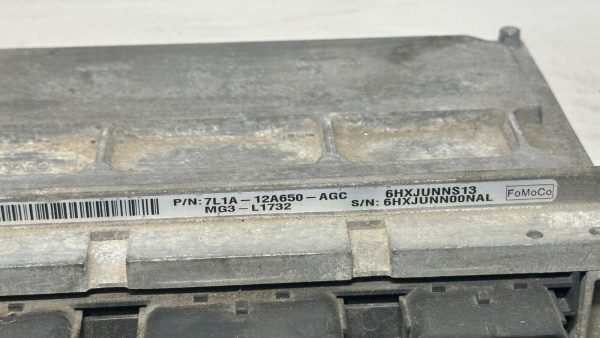 P/N: 7L1A-12A650-AGC 6HXJUNNS13
MG3-L1732 S/N: 6HXJUNN00NAL
FoMoCo